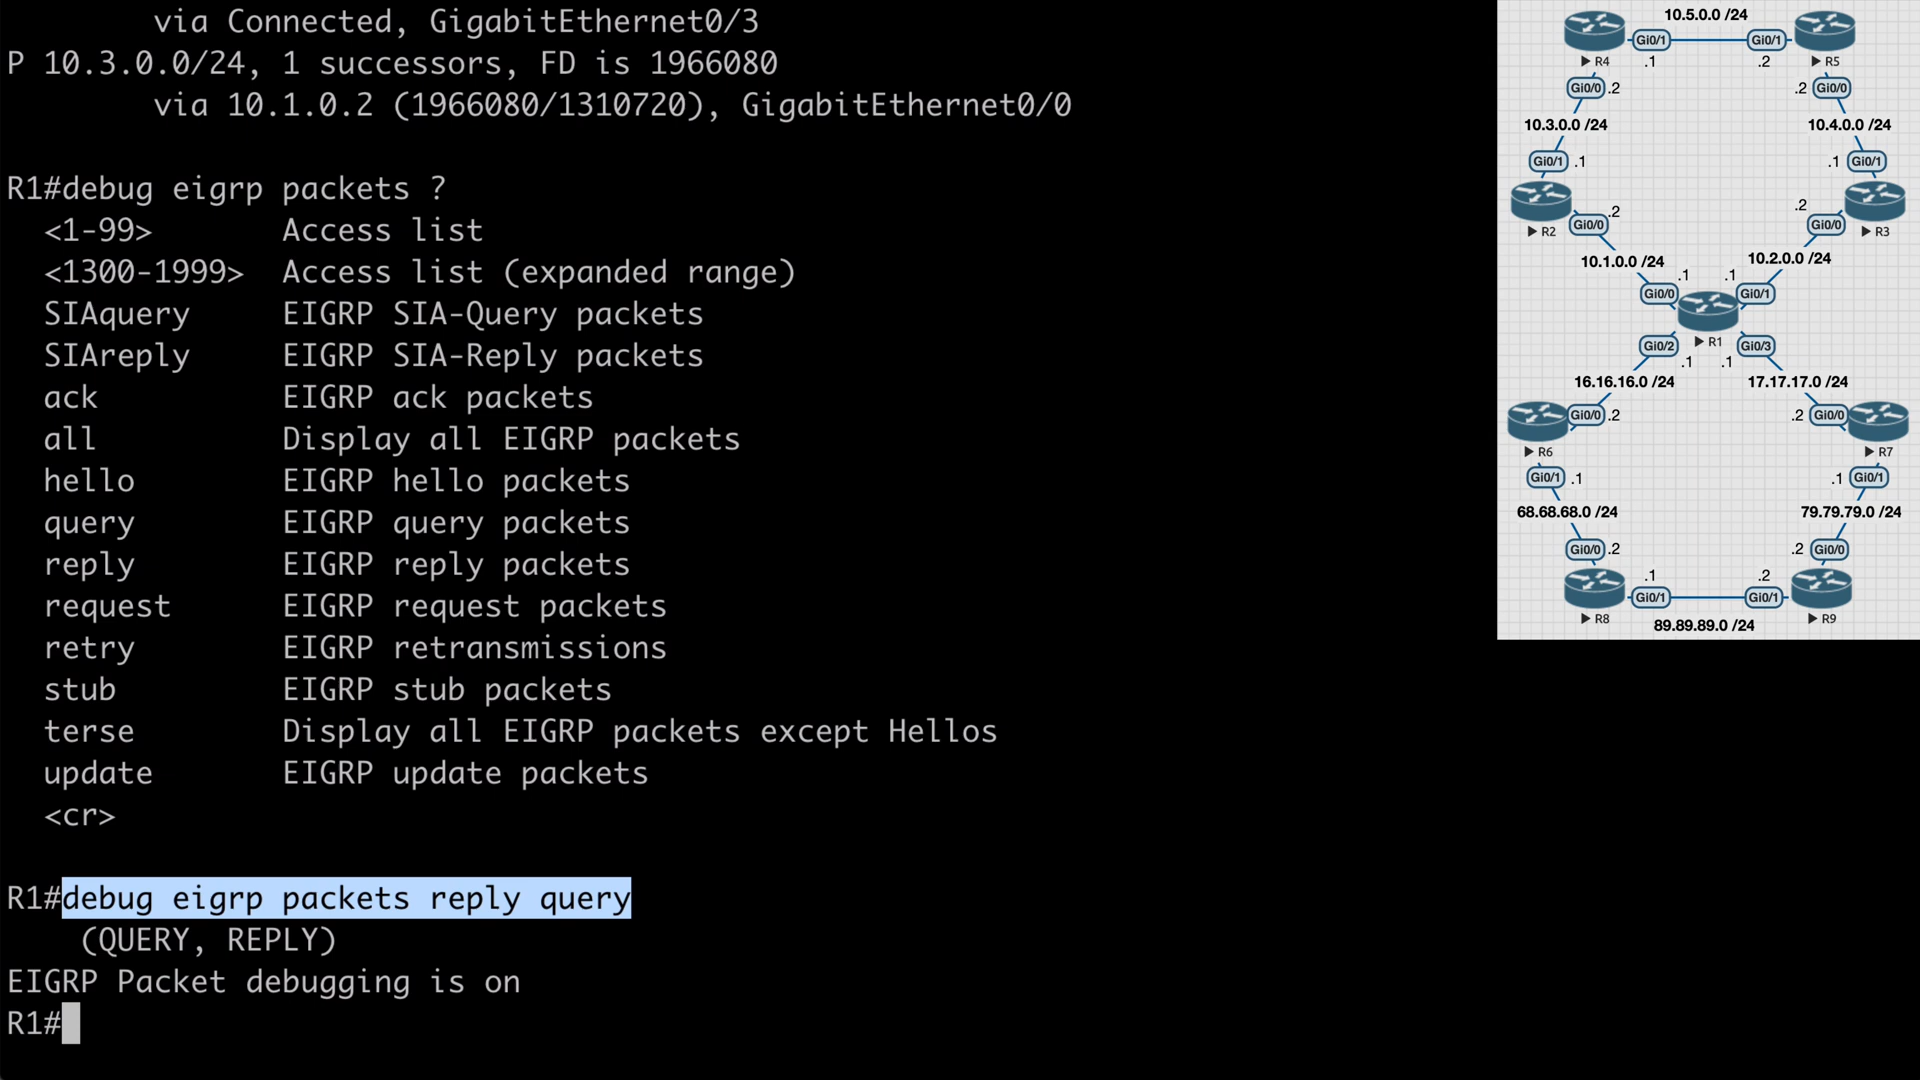 via Connected, GigabitEthernet0/3
P 10.3.0.0/24, 1 successors, FD is 1966080
via 10.1.0.2 (1966080/1310720), GigabitEthernet0/0
R1#debug eigrp packets ?
<1-99> Access list
<1300-1999> Access list (expanded range)
SIAquery EIGRP SIA-Query packets
SIAreply EIGRP SIA-Reply packets
ack EIGRP ack packets
all Display all EIGRP packets
hello EIGRP hello packets
query EIGRP query packets
reply EIGRP reply packets
request EIGRP request packets
retry EIGRP retransmissions
stub EIGRP stub packets
terse Display all EIGRP packets except Hellos
update EIGRP update packets
<cr>
R1#debug eigrp packets reply query
(QUERY, REPLY)
EIGRP Packet debugging is on
R1#
10.5.0.0 /24
Gi0/1 Gi0/1
R4 .1 .2 R5
Gi0/0 .2 .2 Gi0/0
10.3.0.0 /24 10.4.0.0 /24
Gi0/1 .1 .1 Gi0/1
.2 .2
R2 Gi0/0 Gi0/0 R3
10.1.0.0 /24 10.2.0.0 /24
.1 .1
Gi0/0 Gi0/1
Gi0/2 R1 Gi0/3
.1 .1
16.16.16.0 /24 17.17.17.0 /24
Gi0/0 .2 .2 Gi0/0
R6 R7
Gi0/1 .1 .1 Gi0/1
68.68.68.0 /24 79.79.79.0 /24
Gi0/0 .2 .2 Gi0/0
.1 .2
Gi0/1 Gi0/1
R8 R9
89.89.89.0 /24